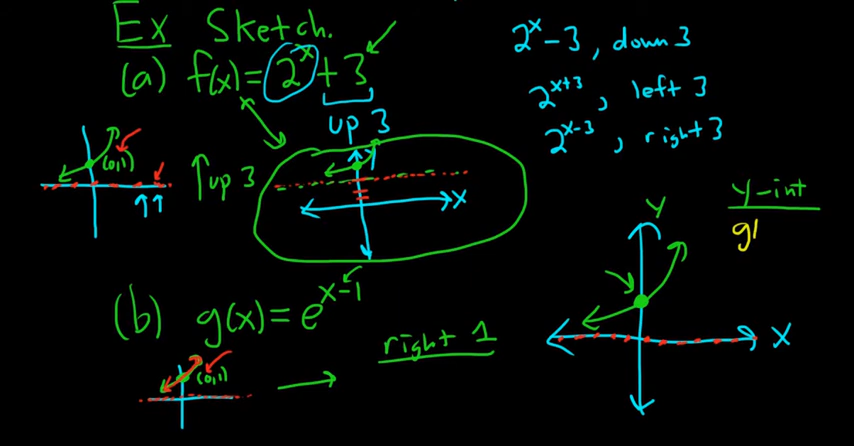 Ex Sketch.
(a) f(x)= 2^x + 3
up 3
(0,1)
↑up 3
Y
X
2^x - 3 , down 3
2^(x+3) , left 3
2^(x-3) , right 3
(b) g(x) = e^(x-1)
(0,1)
right 1
Y
X
y-int
g(